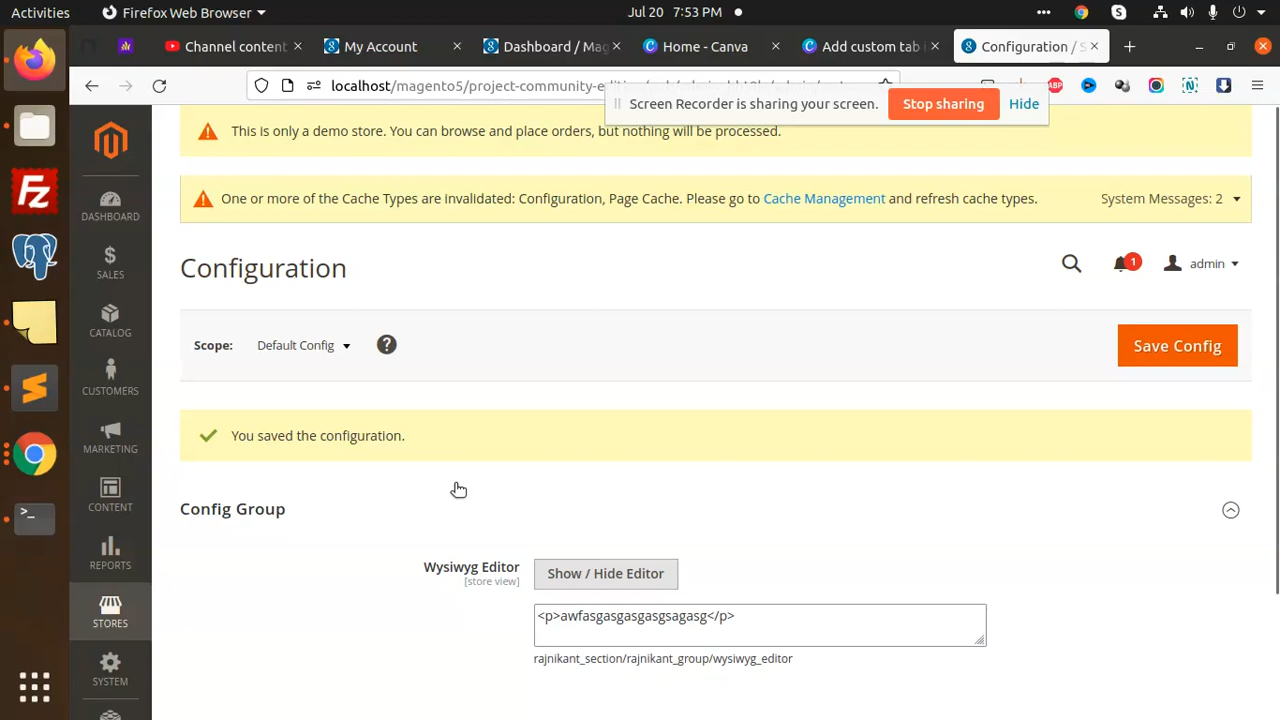 Activities
Firefox Web Browser
Jul 20 7:53 PM
Channel content
My Account
Dashboard / Mag
Home - Canva
Add custom tab
Configuration / S
localhost/magento5/project-community-edi
ABP
N
Screen Recorder is sharing your screen.
Stop sharing
Hide
This is only a demo store. You can browse and place orders, but nothing will be processed.
One or more of the Cache Types are invalidated: Configuration, Page Cache. Please go to Cache Management and refresh cache types.
System Messages: 2
Configuration
1
admin
Scope:
Default Config
?
Save Config
You saved the configuration.
Config Group
Wysiwyg Editor
[store view]
Show / Hide Editor
<p>awfasgasgasgasgsagasg</p>
rajnikant_section/rajnikant_group/wysiwyg_editor
DASHBOARD
$
SALES
CATALOG
CUSTOMERS
MARKETING
CONTENT
REPORTS
STORES
SYSTEM
Fz
>_